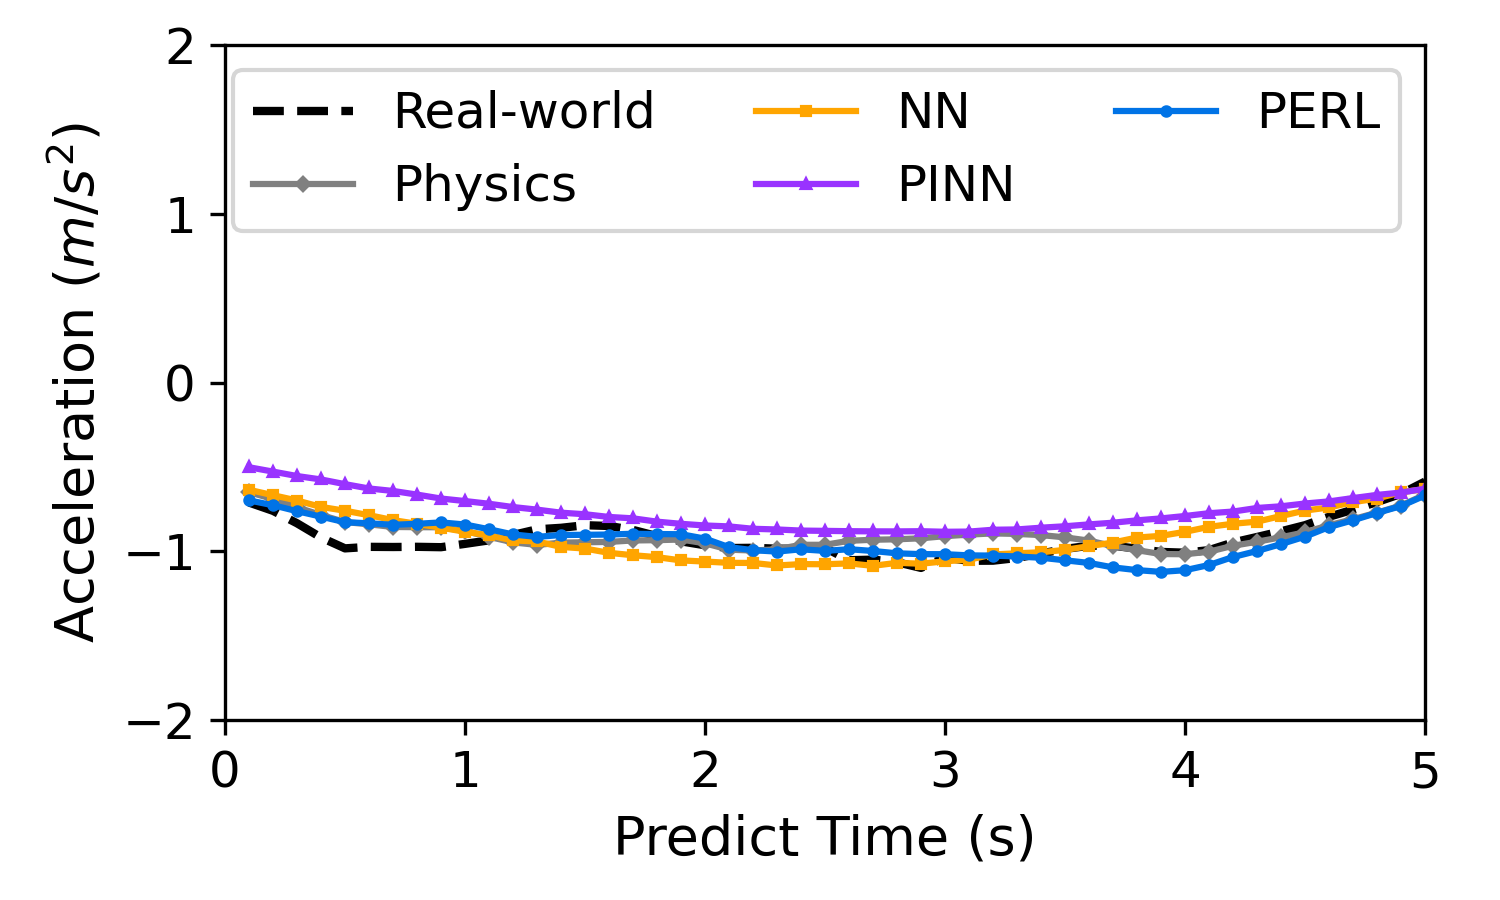 2
1
0
−1
−2
Acceleration (m/s²)
Real-world
Physics
NN
PINN
PERL
0 1 2 3 4 5
Predict Time (s)